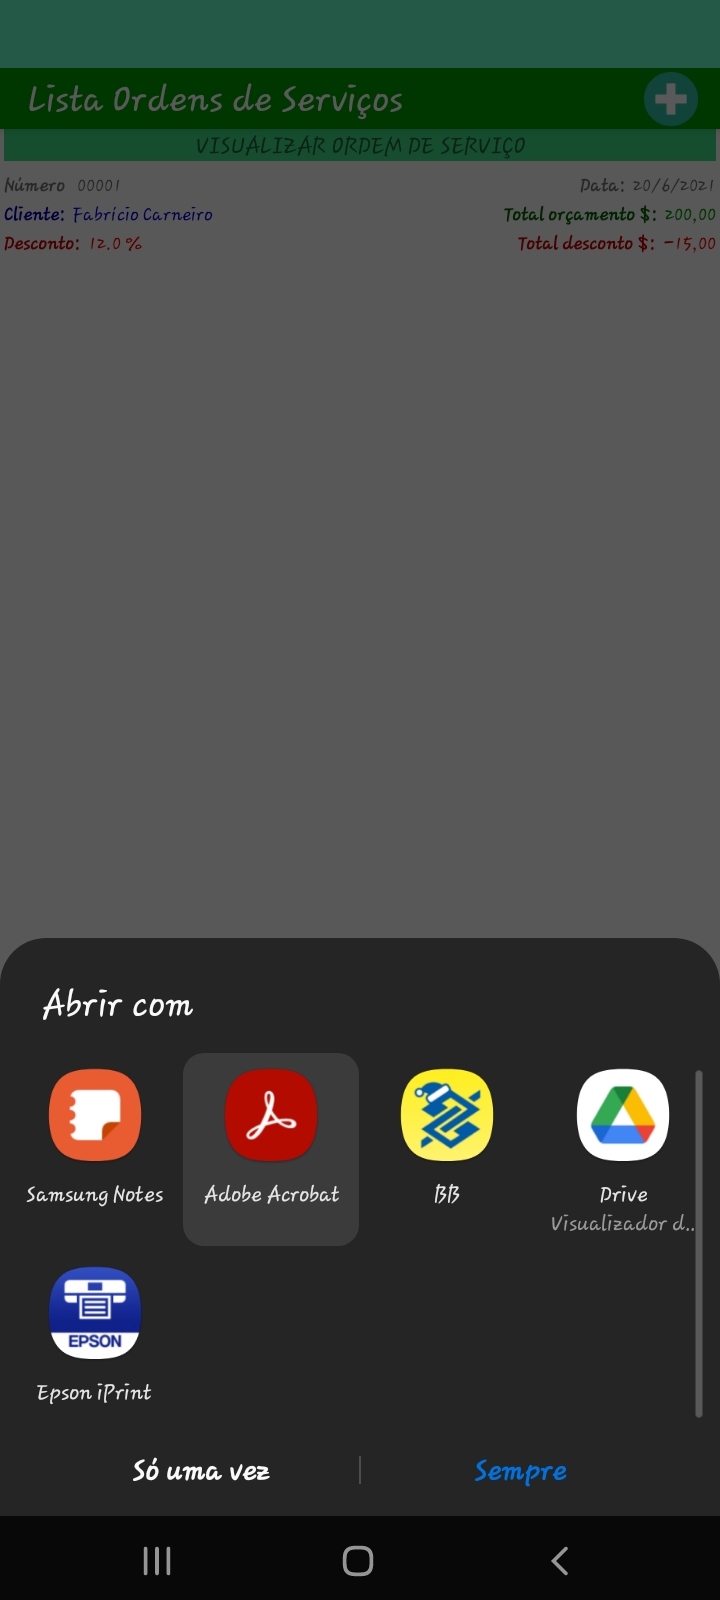 Lista Ordens de Serviços
VISUALIZAR ORDEM DE SERVIÇO
Número 00001 Data: 20/6/2021
Cliente: Fabricio Carneiro Total orçamento $: 200,00
Desconto: 12.0 % Total desconto $: -15,00
Abrir com
Samsung Notes Adobe Acrobat BB Drive
Visualizador d..
EPSON
Epson iPrint
Só uma vez Sempre